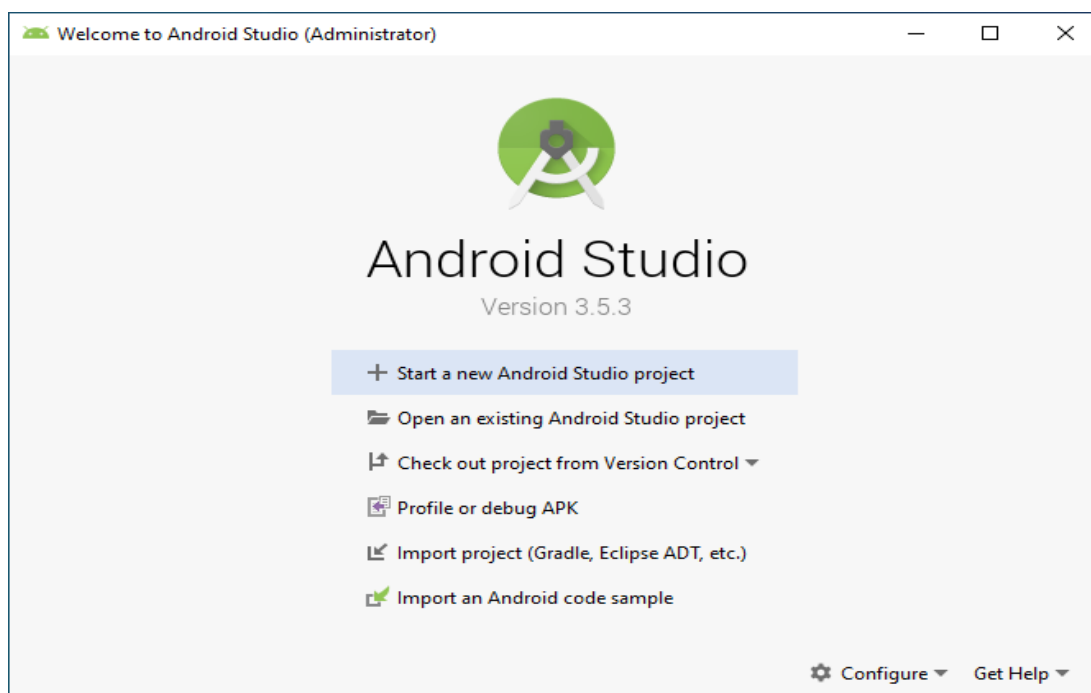 Welcome to Android Studio (Administrator)
Android Studio
Version 3.5.3
Start a new Android Studio project
Open an existing Android Studio project
Check out project from Version Control
Profile or debug APK
Import project (Gradle, Eclipse ADT, etc.)
Import an Android code sample
Configure Get Help